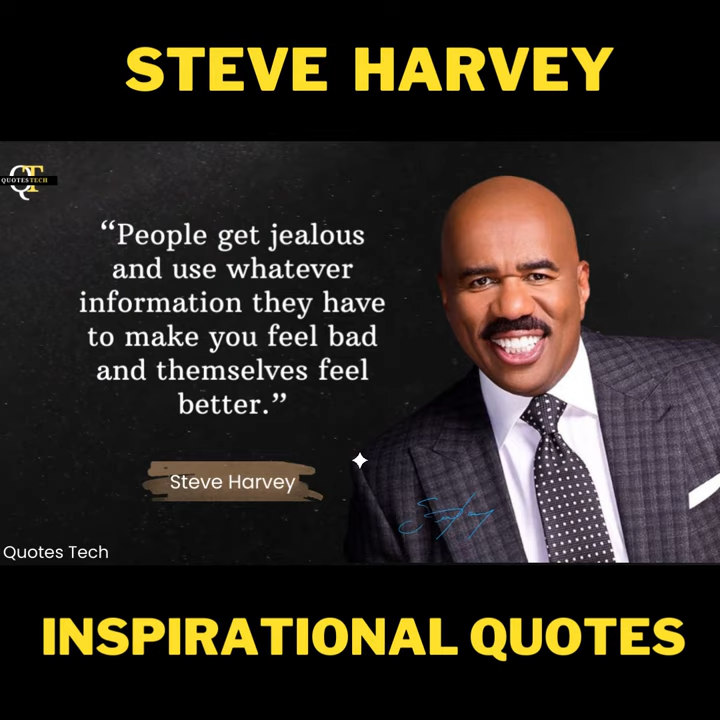 STEVE HARVEY
QT
QUOTES TECH
“People get jealous
and use whatever
information they have
to make you feel bad
and themselves feel
better.”
Steve Harvey
Quotes Tech
INSPIRATIONAL QUOTES